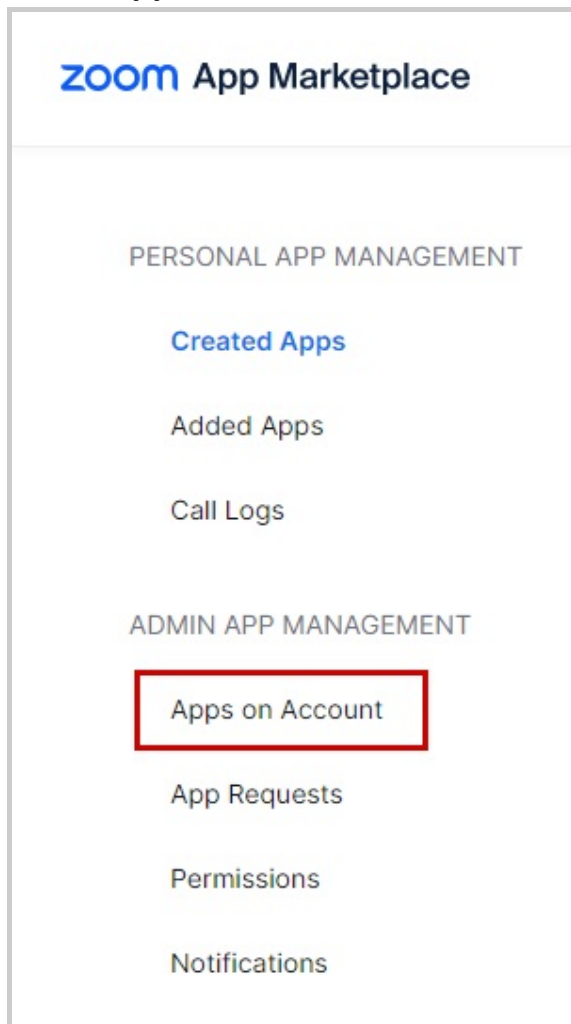 zoom App Marketplace
PERSONAL APP MANAGEMENT
Created Apps
Added Apps
Call Logs
ADMIN APP MANAGEMENT
Apps on Account
App Requests
Permissions
Notifications